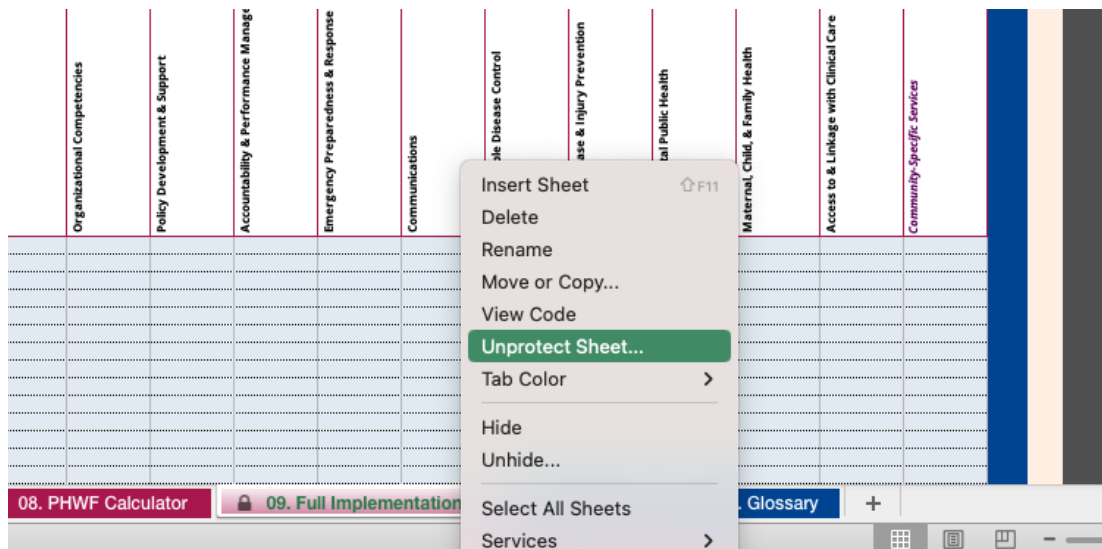 Organizational Competencies
Policy Development & Support
Accountability & Performance Manage
Emergency Preparedness & Response
Communications
ble Disease Control
ase & Injury Prevention
tal Public Health
Maternal, Child, & Family Health
Access to & Linkage with Clinical Care
Community-Specific Services
Insert Sheet ⇧F11
Delete
Rename
Move or Copy...
View Code
Unprotect Sheet...
Tab Color
Hide
Unhide...
Select All Sheets
Services
08. PHWF Calculator 09. Full Implementation . Glossary +